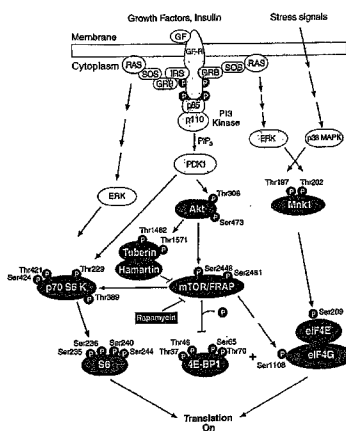 Growth Factors, Insulin
Stress signals
Membrane
GF
GF-R
Cytoplasm
RAS
SOS
IRS
GRB
GRB
SOS
RAS
P
P
P
P
P
P
p85
p110
PI3
Kinase
PIP3
PDK1
ERK
p38 MAPK
Thr197
Thr202
P
P
Mnk1
ERK
Thr308
P
Akt
P
Ser473
Thr1462
P
Thr1571
P
Tuberin
Hamartin
Thr421
Ser424
P
P
Thr229
P
p70 S6 K
P
Thr389
Ser2448
P
P
Ser2481
mTOR/FRAP
Rapamycin
P
Ser209
P
eIF4E
Ser236
Ser235
Ser240
Ser244
P
P
P
P
S6
Thr46
Thr37
Ser65
Thr70
P
P
P
P
4E-BP1
+
P
Ser1108
eIF4G
Translation
On